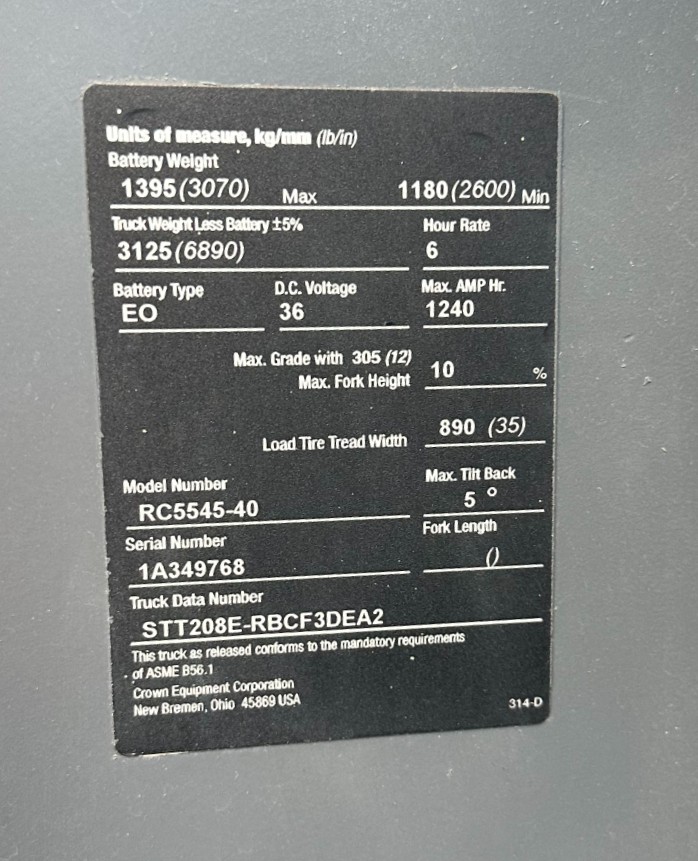 Units of measure, kg/mm (lb/in)
Battery Weight
1395 (3070) Max 1180 (2600) Min
Truck Weight Less Battery ±5% Hour Rate
3125 (6890) 6
Battery Type D.C. Voltage Max. AMP Hr.
EO 36 1240
Max. Grade with 305 (12)
Max. Fork Height 10 %
Load Tire Tread Width 890 (35)
Model Number Max. Tilt Back
RC5545-40 5 °
Serial Number Fork Length
1A349768 ()
Truck Data Number
STT208E-RBCF3DEA2
This truck as released conforms to the mandatory requirements
of ASME B56.1
Crown Equipment Corporation
New Bremen, Ohio 45869 USA 314-D